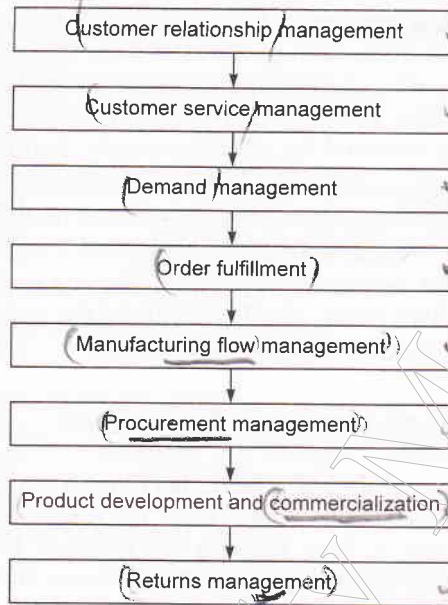 Customer relationship management
Customer service management
Demand management
Order fulfillment
Manufacturing flow management
Procurement management
Product development and commercialization
Returns management